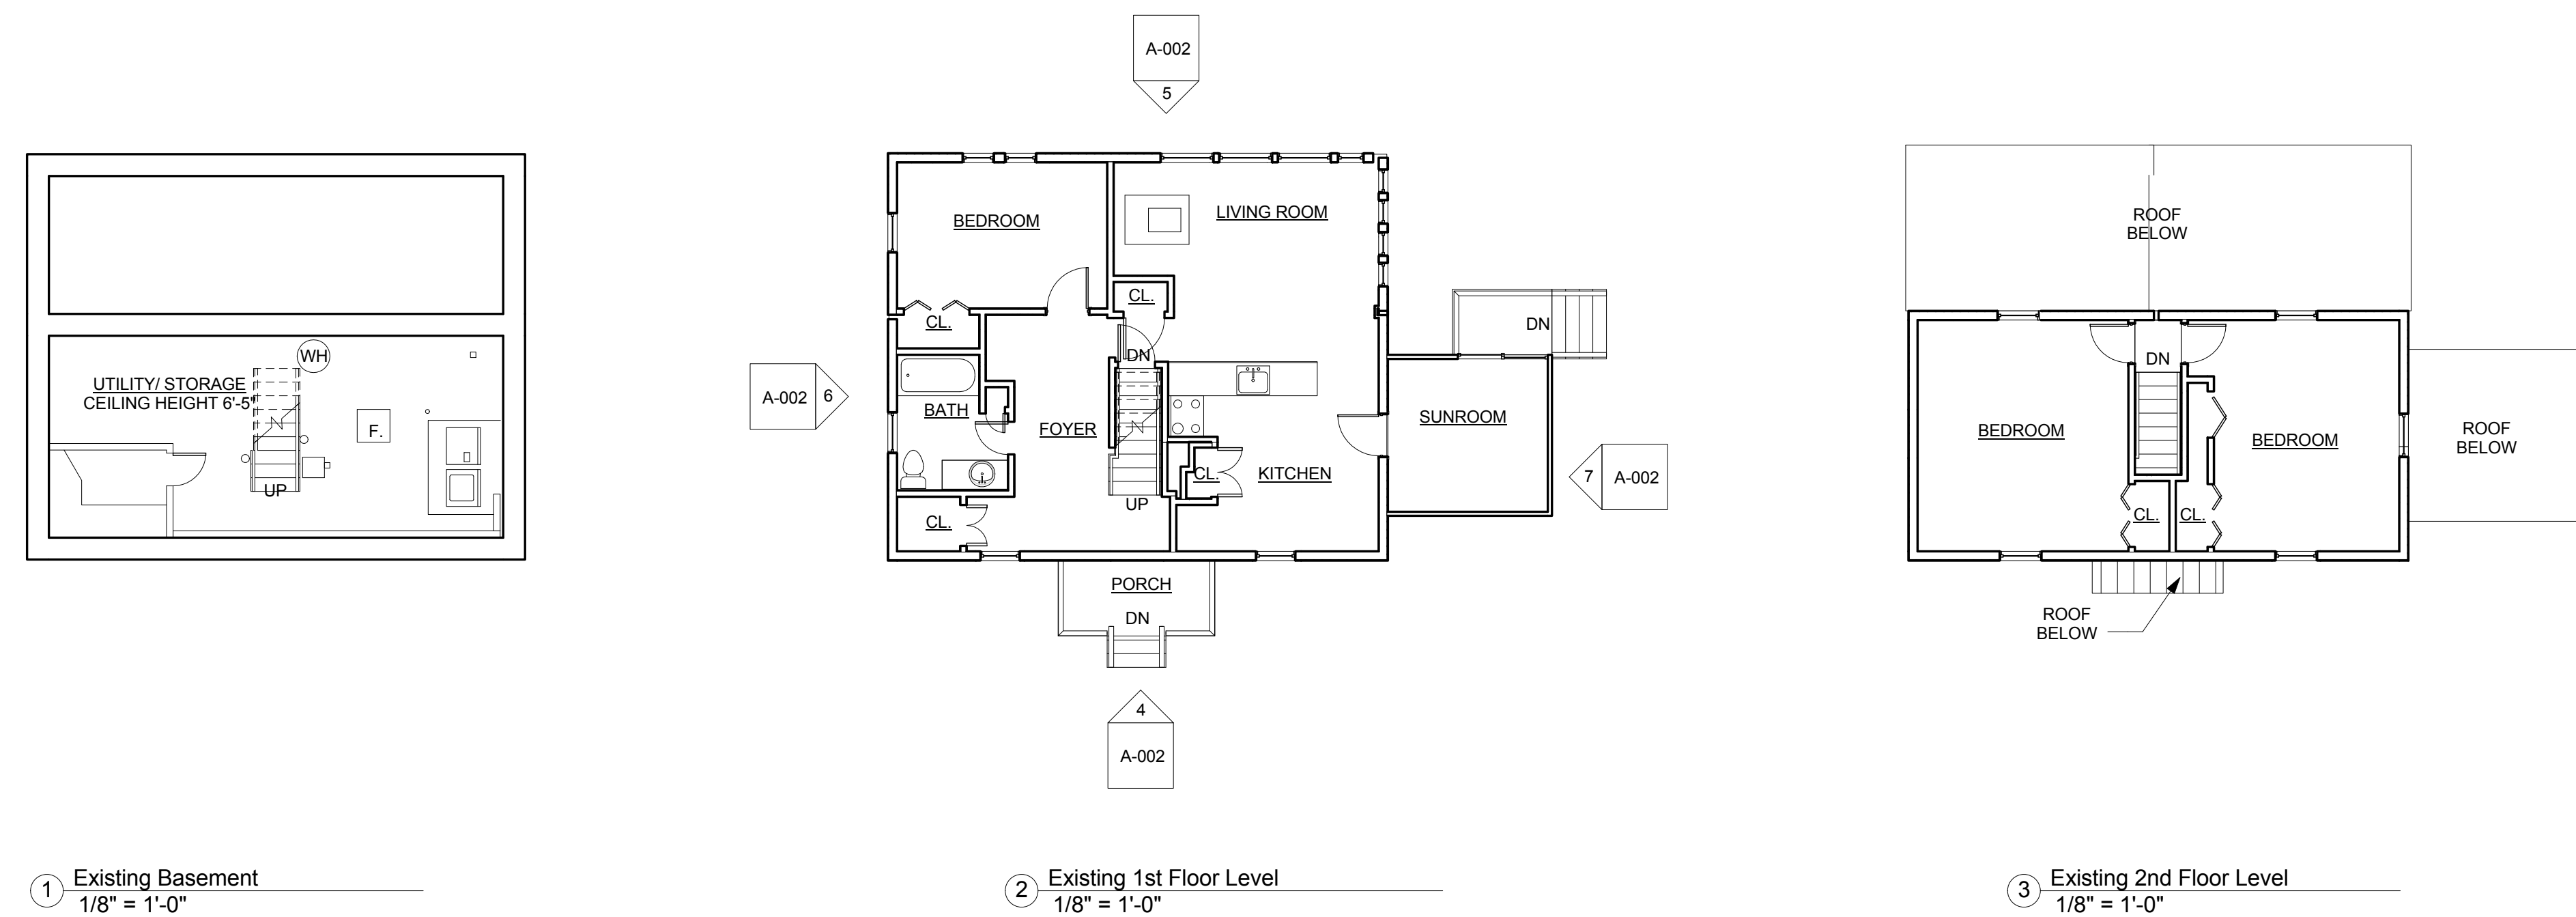 A-002
5
WH
UTILITY/ STORAGE
CEILING HEIGHT 6'-5"
F.
UP
1
Existing Basement
1/8" = 1'-0"
BEDROOM
LIVING ROOM
CL.
CL.
DN
DN
A-002
6
BATH
FOYER
SUNROOM
CL.
KITCHEN
7
A-002
UP
CL.
PORCH
DN
4
A-002
2
Existing 1st Floor Level
1/8" = 1'-0"
ROOF
BELOW
DN
BEDROOM
BEDROOM
ROOF
BELOW
CL.
CL.
ROOF
BELOW
3
Existing 2nd Floor Level
1/8" = 1'-0"